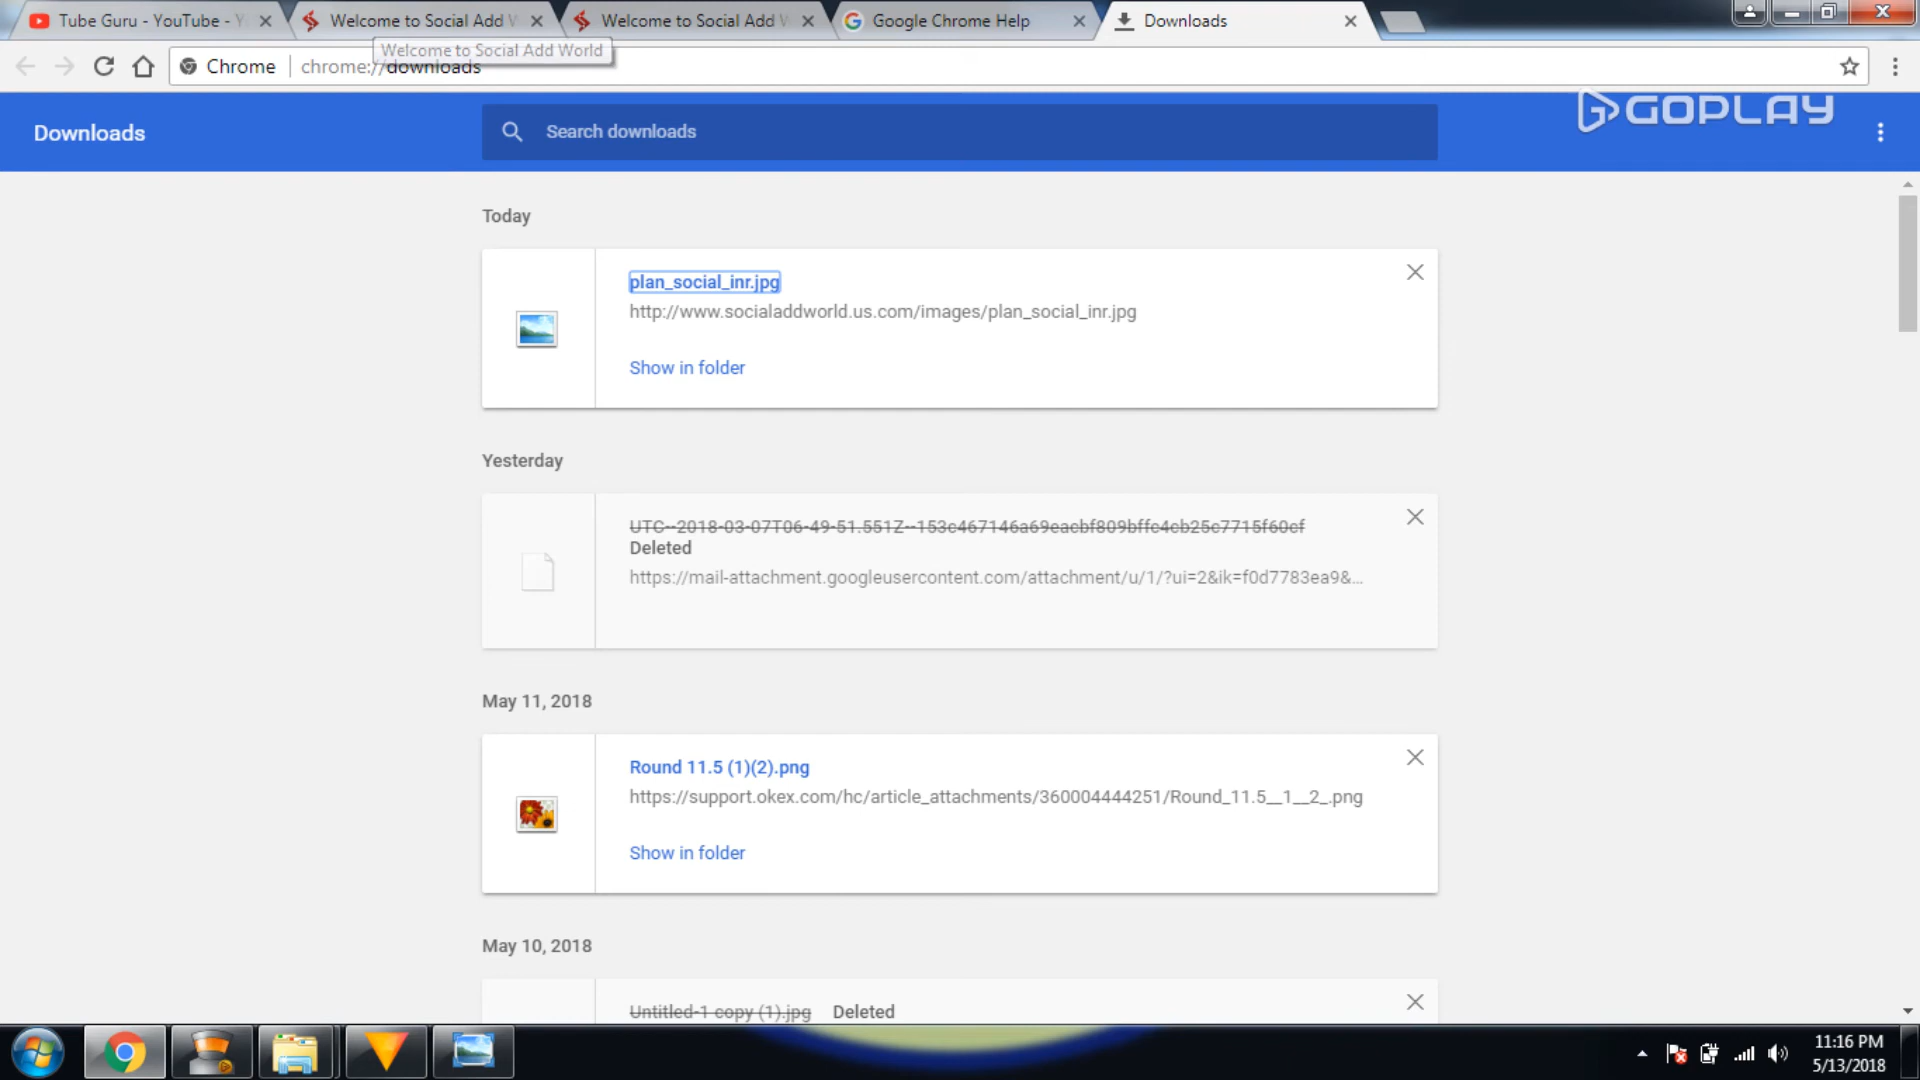 Tube Guru - YouTube - Y
Welcome to Social Add W
Welcome to Social Add W
Google Chrome Help
Downloads
Welcome to Social Add World
Chrome
chrome://downloads
GOPLAY
Downloads
Search downloads
Today
plan_social_inr.jpg
http://www.socialaddworld.us.com/images/plan_social_inr.jpg
Show in folder
Yesterday
UTC--2018-03-07T06-49-51.551Z--153c467146a69eacbf809bffc4cb25c7715f60cf
Deleted
https://mail-attachment.googleusercontent.com/attachment/u/1/?ui=2&ik=f0d7783ea9&...
May 11, 2018
Round 11.5 (1)(2).png
https://support.okex.com/hc/article_attachments/360004444251/Round_11.5__1__2_.png
Show in folder
May 10, 2018
Untitled-1 copy (1).jpg Deleted
11:16 PM
5/13/2018